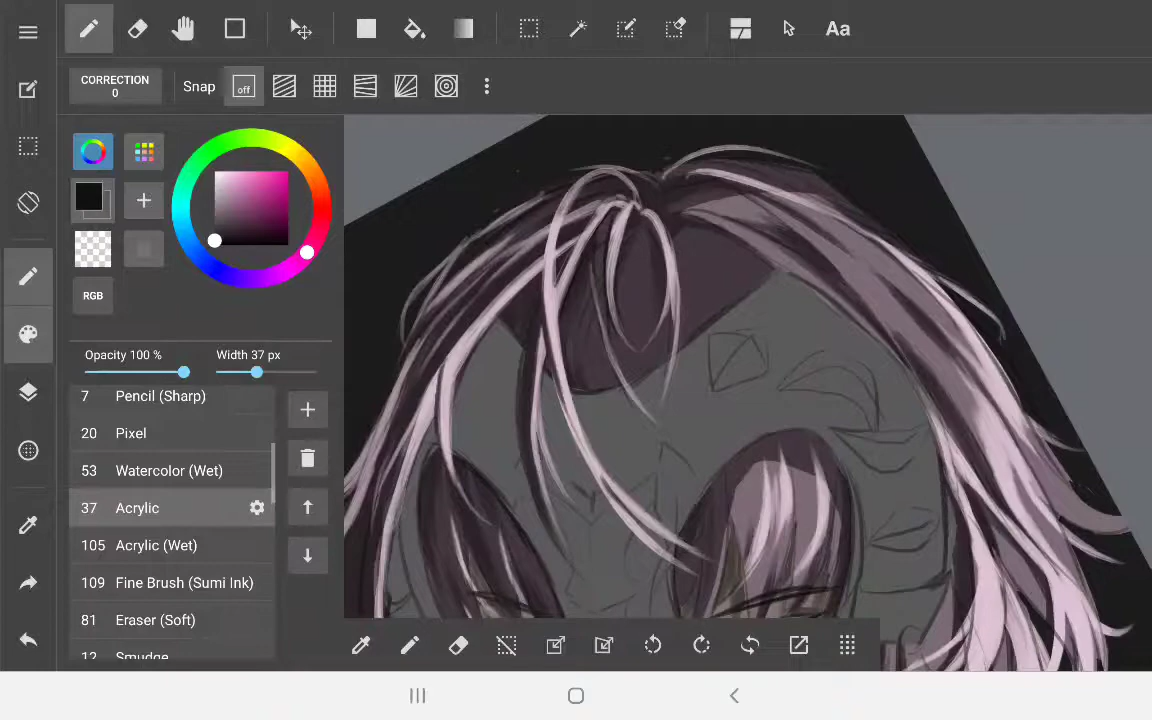 Aa
CORRECTION
0
Snap
off
RGB
Opacity 100 %
Width 37 px
7 Pencil (Sharp)
20 Pixel
53 Watercolor (Wet)
37 Acrylic
105 Acrylic (Wet)
109 Fine Brush (Sumi Ink)
81 Eraser (Soft)
12 Smudge